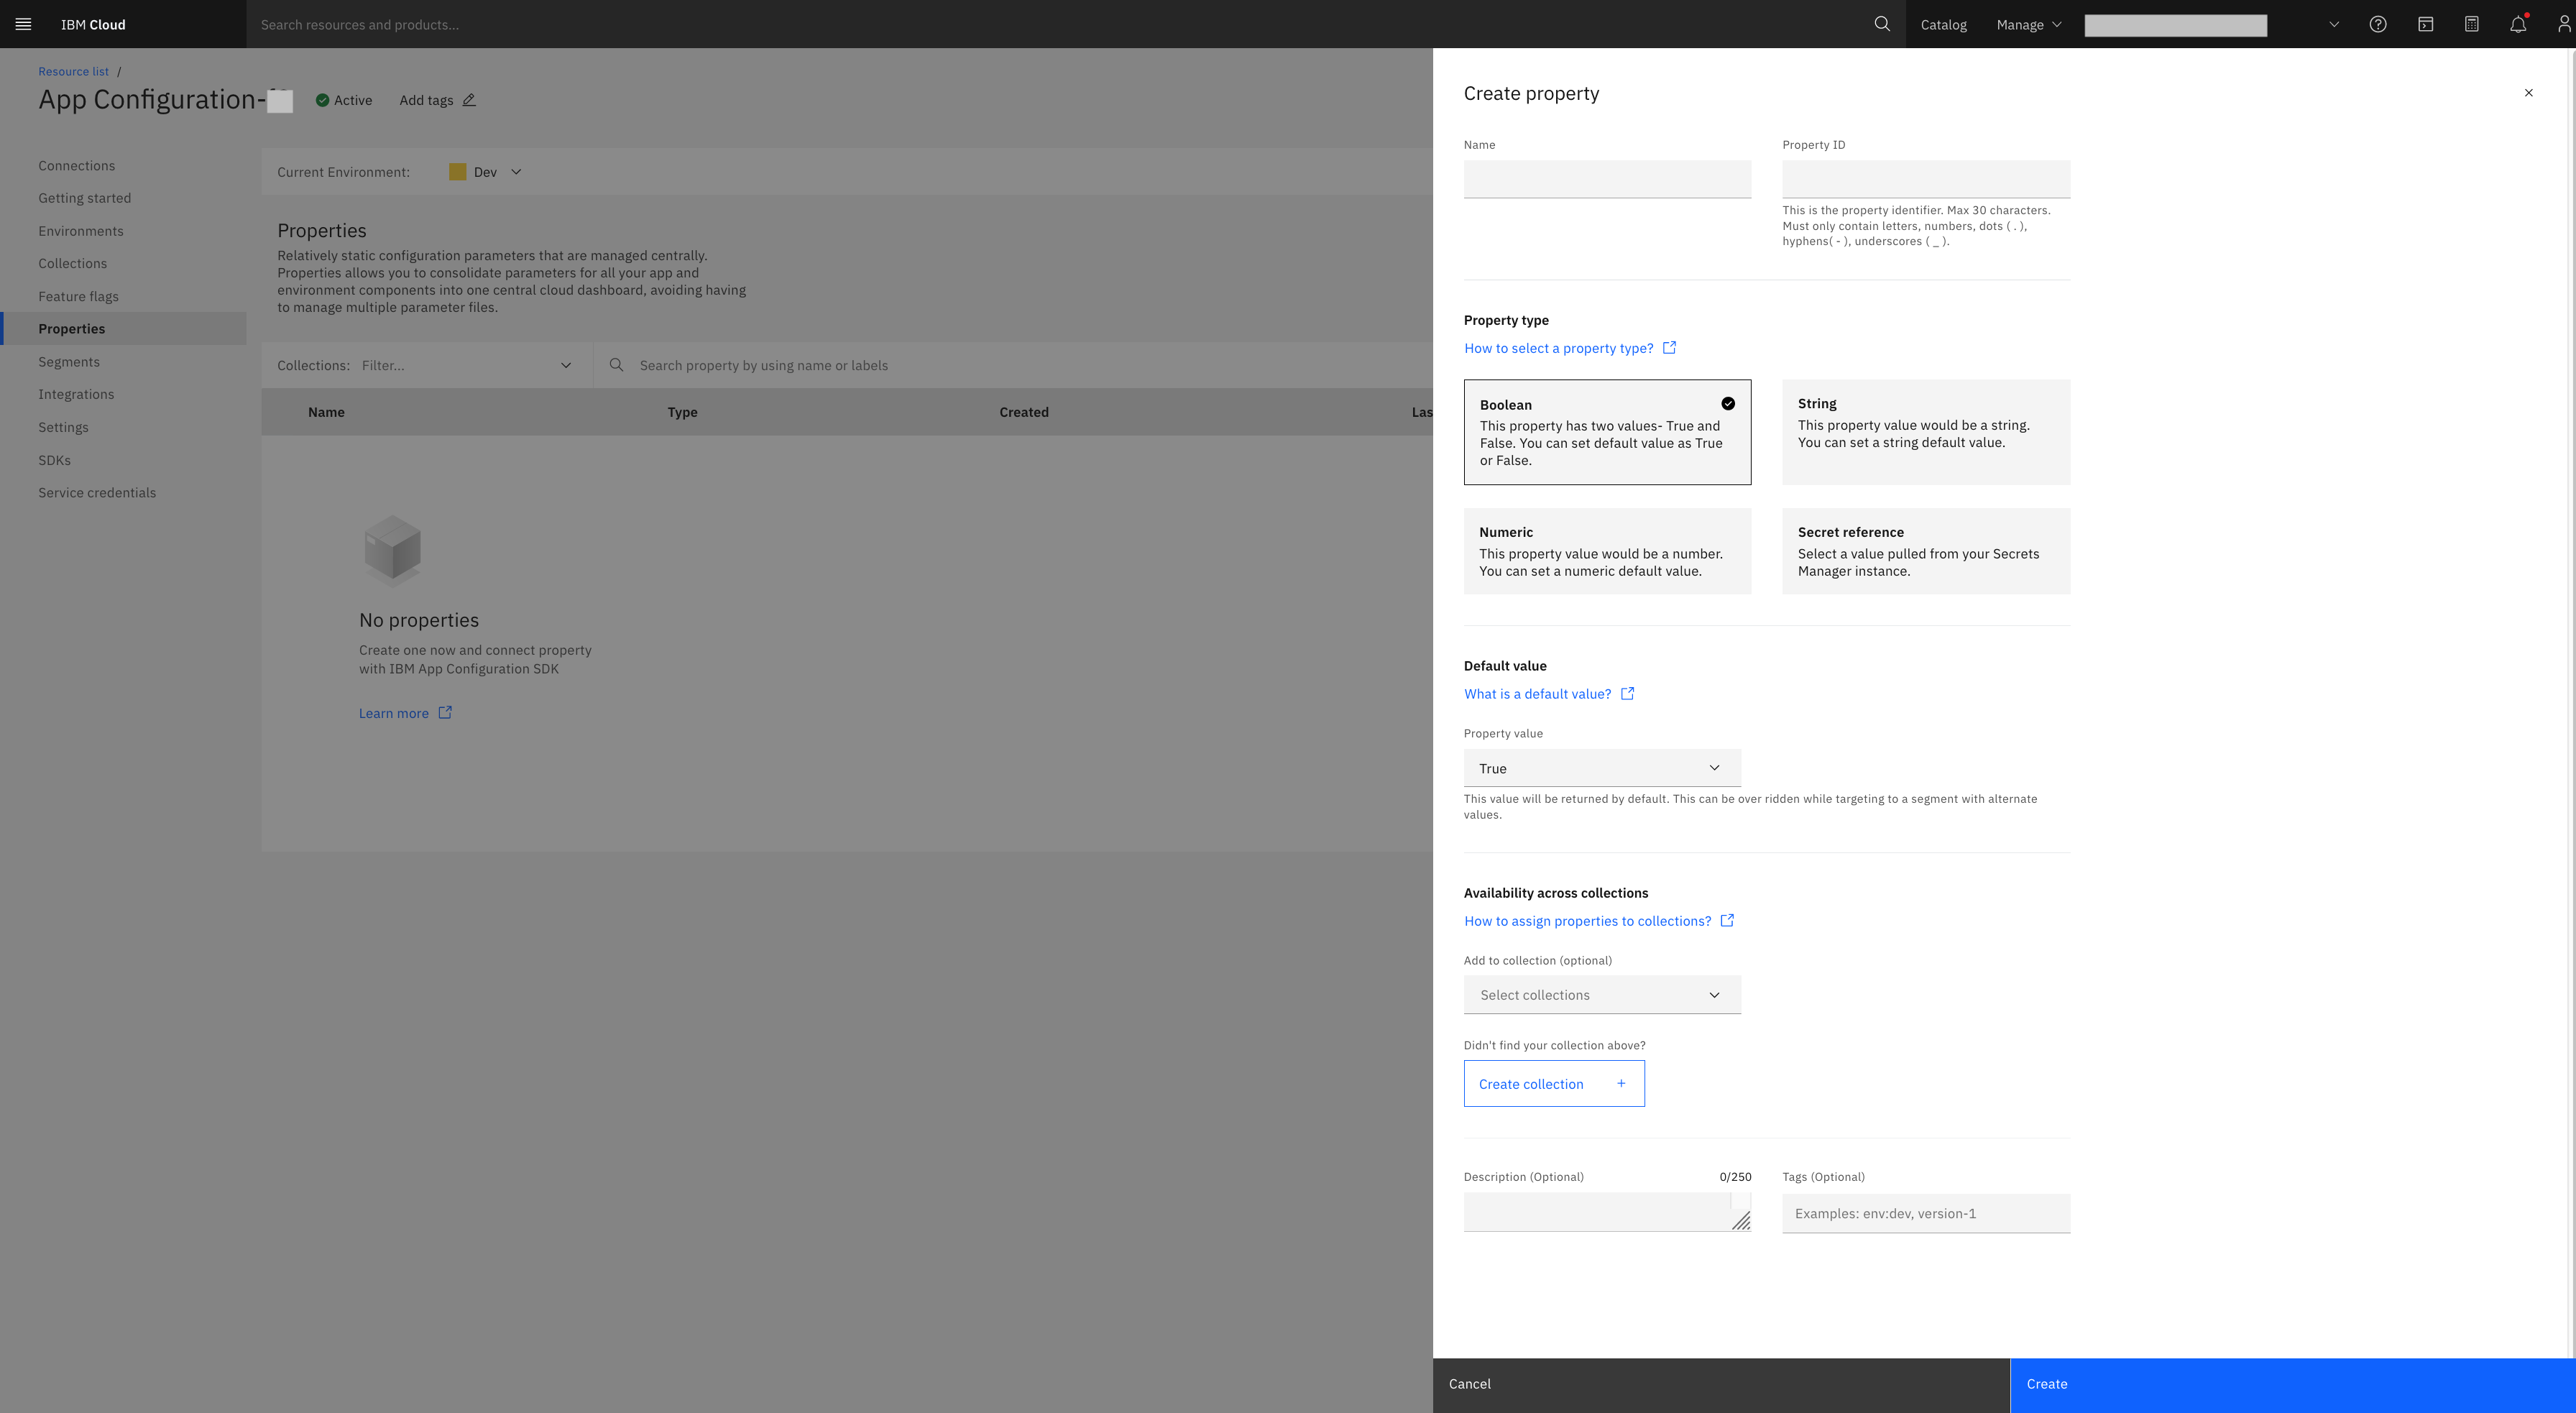 IBM Cloud
Search resources and products...
Catalog
Manage
Resource list /
App Configuration-
Active
Add tags
Connections
Getting started
Environments
Collections
Feature flags
Properties
Segments
Integrations
Settings
SDKs
Service credentials
Current Environment:
Dev
Properties
Relatively static configuration parameters that are managed centrally.
Properties allows you to consolidate parameters for all your app and
environment components into one central cloud dashboard, avoiding having
to manage multiple parameter files.
Collections: Filter...
Search property by using name or labels
Name Type Created Las
No properties
Create one now and connect property
with IBM App Configuration SDK
Learn more
Create property
Name
Property ID
This is the property identifier. Max 30 characters.
Must only contain letters, numbers, dots ( . ),
hyphens( - ), underscores ( _ ).
Property type
How to select a property type?
Boolean
This property has two values- True and
False. You can set default value as True
or False.
String
This property value would be a string.
You can set a string default value.
Numeric
This property value would be a number.
You can set a numeric default value.
Secret reference
Select a value pulled from your Secrets
Manager instance.
Default value
What is a default value?
Property value
True
This value will be returned by default. This can be over ridden while targeting to a segment with alternate
values.
Availability across collections
How to assign properties to collections?
Add to collection (optional)
Select collections
Didn't find your collection above?
Create collection +
Description (Optional) 0/250
Tags (Optional)
Examples: env:dev, version-1
Cancel
Create